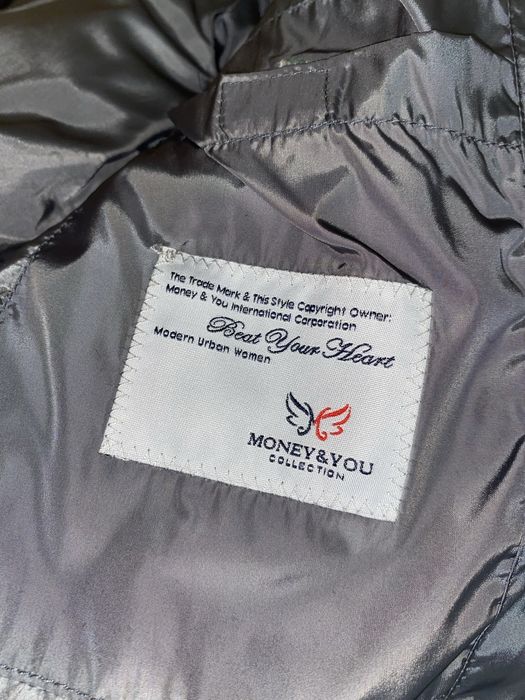 The Trade Mark & This Style Copyright Owner:
Money & You International Corporation
Beat Your Heart
Modern Urban Women
MONEY&YOU
COLLECTION